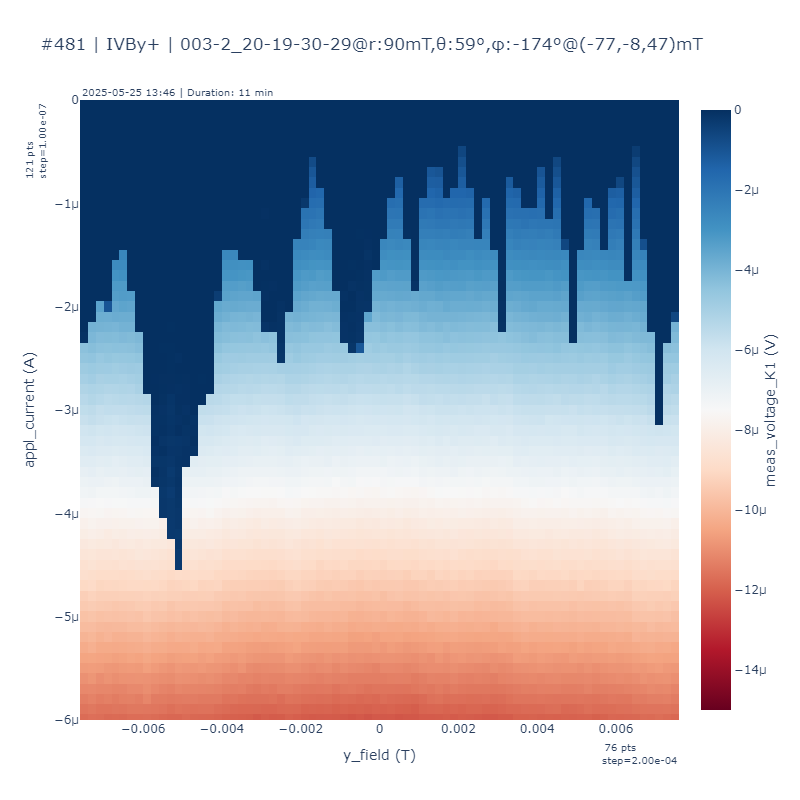 #481 | IVBy+ | 003-2_20-19-30-29@r:90mT,θ:59°,φ:-174°@(-77,-8,47)mT
2025-05-25 13:46 | Duration: 11 min
121 pts
step=1.00e-07
appl_current (A)
0
−1μ
−2μ
−3μ
−4μ
−5μ
−6μ
−0.006
−0.004
−0.002
0
0.002
0.004
0.006
y_field (T)
76 pts
step=2.00e-04
0
−2μ
−4μ
−6μ
−8μ
−10μ
−12μ
−14μ
meas_voltage_K1 (V)